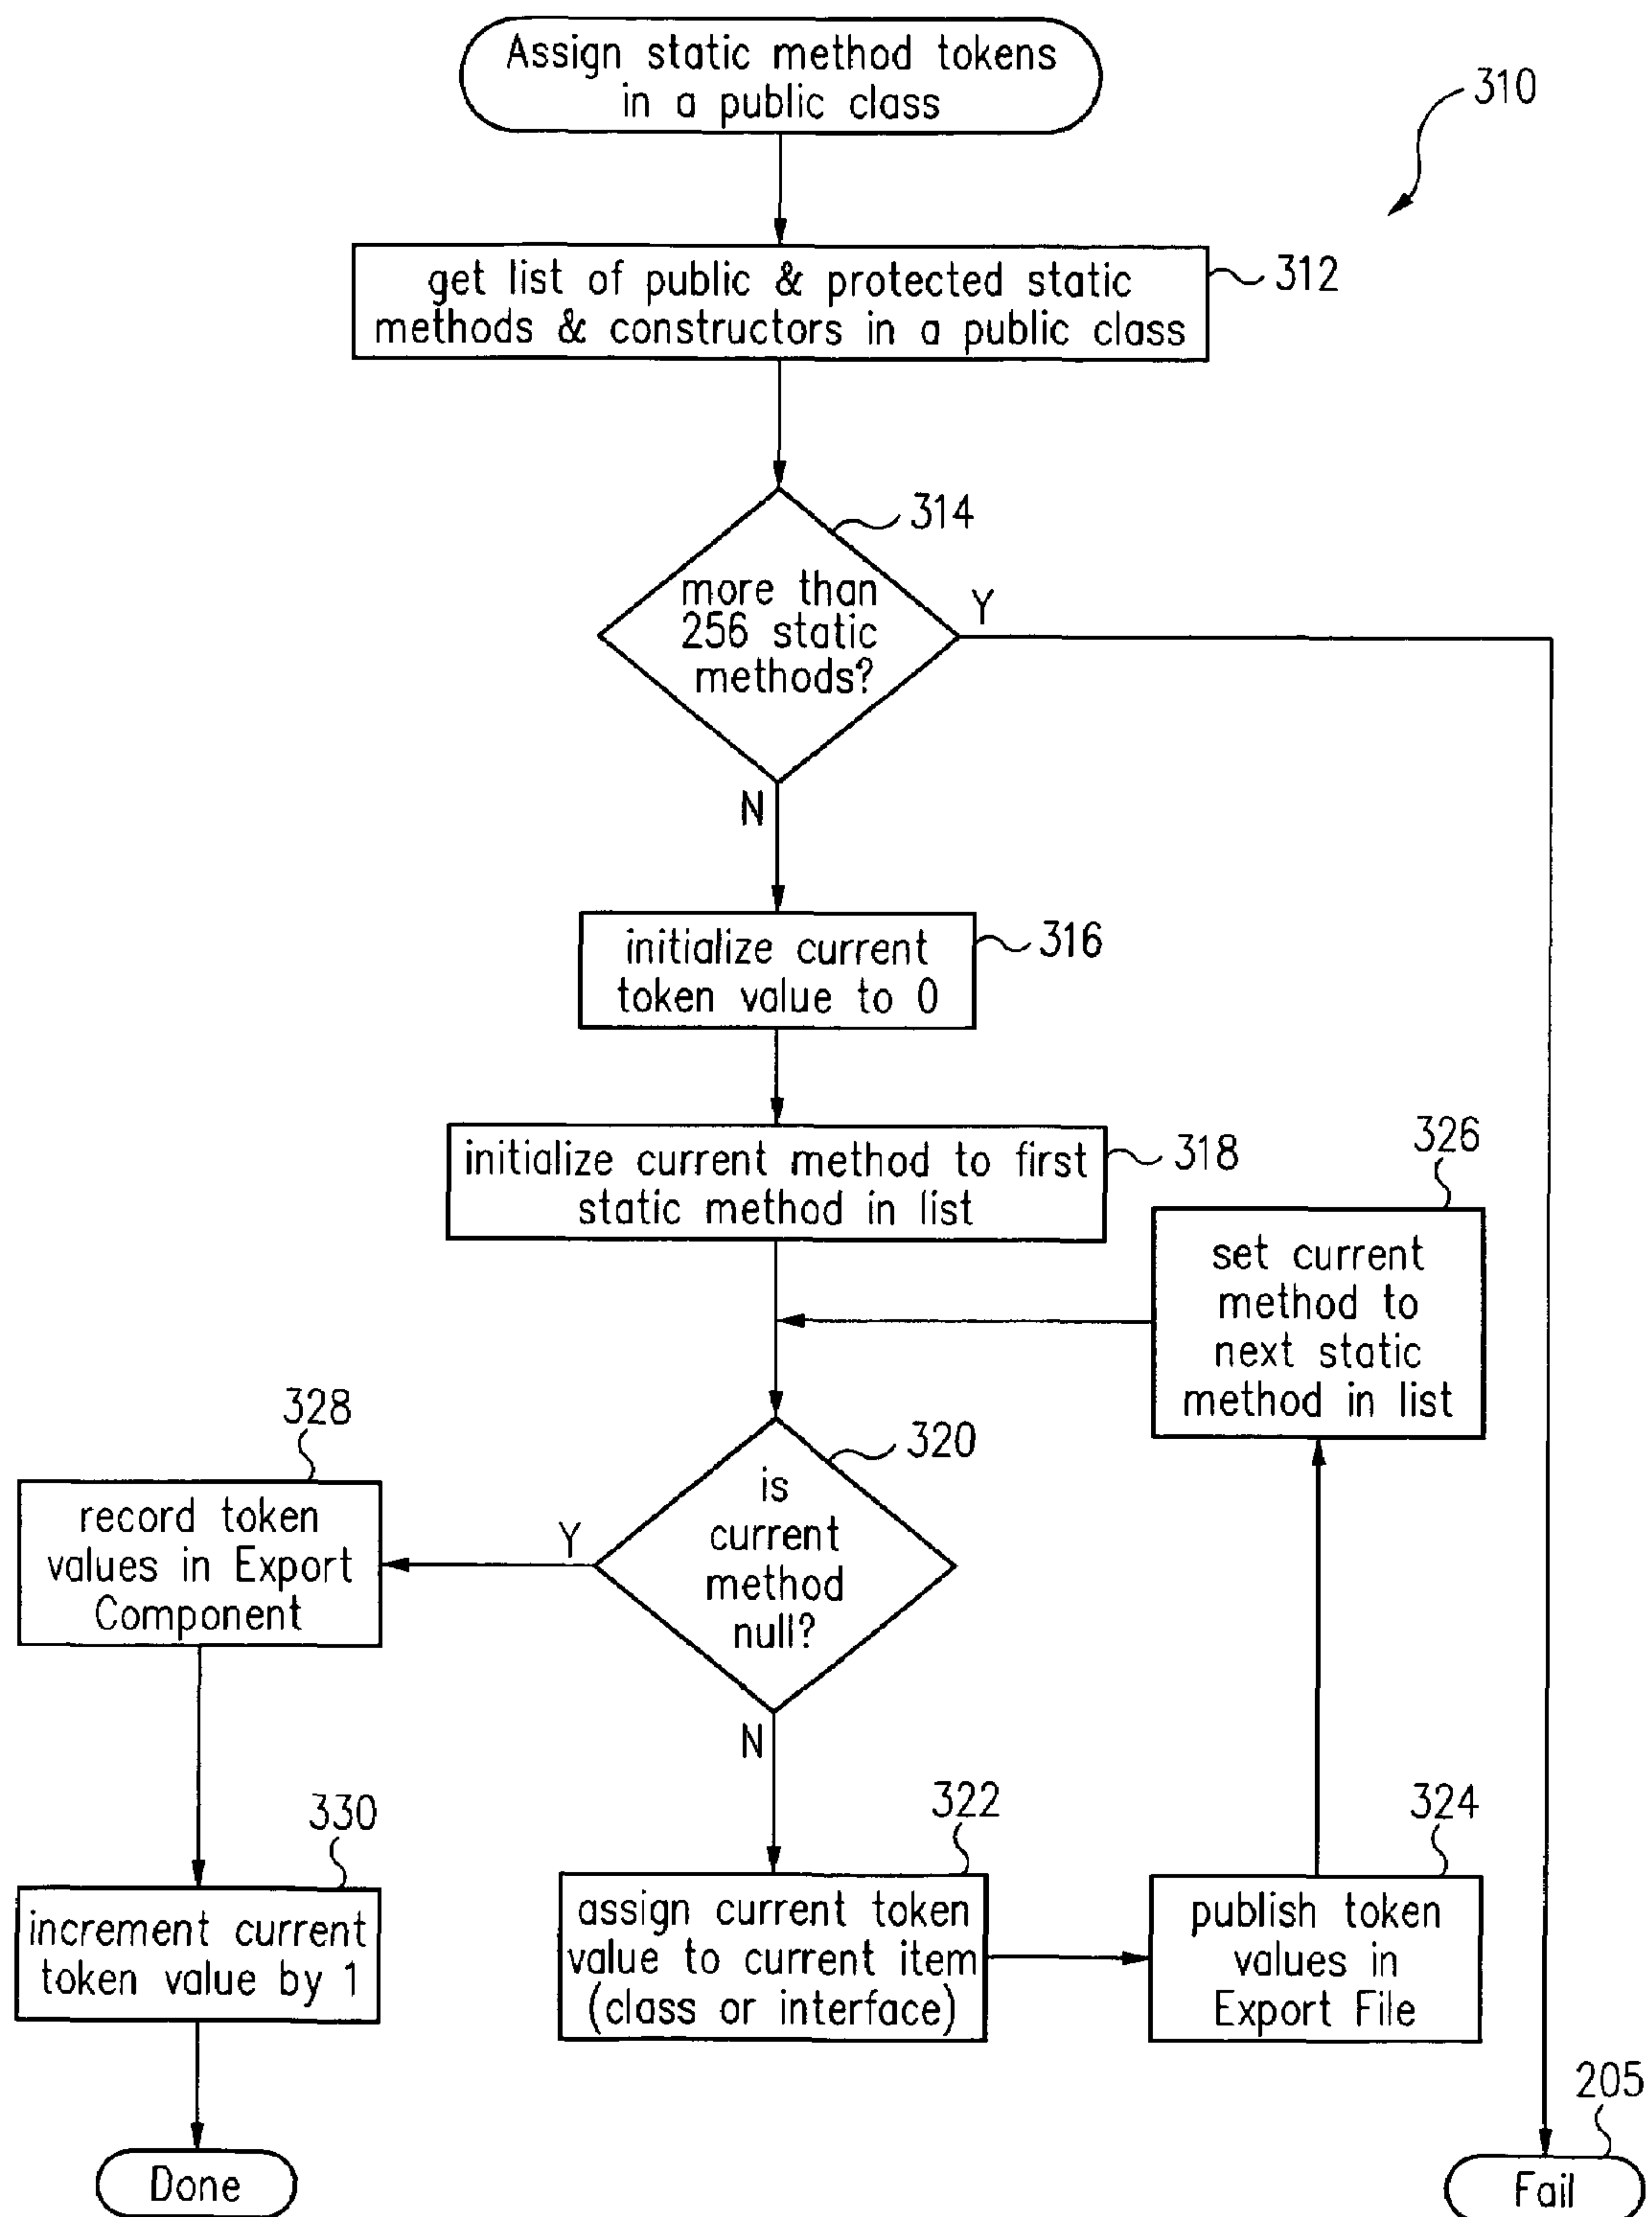 Assign static method tokens
in a public class
310
get list of public & protected static
methods & constructors in a public class
312
314
more than
256 static
methods?
Y
N
initialize current
token value to 0
316
initialize current method to first
static method in list
318
326
set current
method to
next static
method in list
328
record token
values in Export
Component
320
is
current
method
null?
Y
N
330
increment current
token value by 1
322
assign current token
value to current item
(class or interface)
324
publish token
values in
Export File
205
Done
Fail